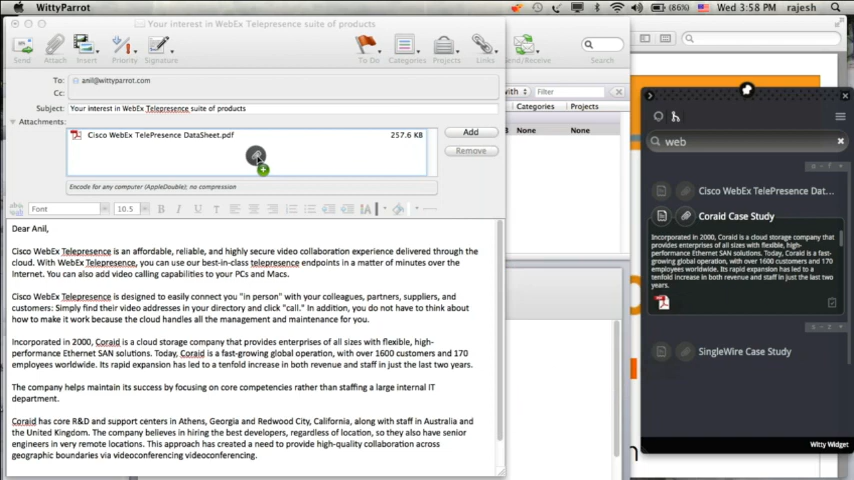 WittyParrot
(86%)
Wed 3:58 PM
rajesh
Your interest in WebEx Telepresence suite of products
Send
Attach
Insert
Priority
Signature
To Do
Categories
Projects
Links
Send/Receive
Search
To:
anil@wittyparrot.com
Cc:
Subject:
Your interest in WebEx Telepresence suite of products
Attachments:
Cisco WebEx TelePresence DataSheet.pdf
257.6 KB
Add
Remove
Encode for any computer (AppleDouble); no compression
with
Filter
Categories
Projects
None
None
Font
10.5
B I U T
Dear Anil,
Cisco WebEx Telepresence is an affordable, reliable, and highly secure video collaboration experience delivered through the
cloud. With WebEx Telepresence, you can use our best-in-class telepresence endpoints in a matter of minutes over the
Internet. You can also add video calling capabilities to your PCs and Macs.
Cisco WebEx Telepresence is designed to easily connect you "in person" with your colleagues, partners, suppliers, and
customers: Simply find their video addresses in your directory and click "call." In addition, you do not have to think about
how to make it work because the cloud handles all the management and maintenance for you.
Incorporated in 2000, Coraid is a cloud storage company that provides enterprises of all sizes with flexible, high-
performance Ethernet SAN solutions. Today, Coraid is a fast-growing global operation, with over 1600 customers and 170
employees worldwide. Its rapid expansion has led to a tenfold increase in both revenue and staff in just the last two years.
The company helps maintain its success by focusing on core competencies rather than staffing a large internal IT
department.
Coraid has core R&D and support centers in Athens, Georgia and Redwood City, California, along with staff in Australia and
the United Kingdom. The company believes in hiring the best developers, regardless of location, so they also have senior
engineers in very remote locations. This approach has created a need to provide high-quality collaboration across
geographic boundaries via videoconferencing videoconferencing.
web
Cisco WebEx TelePresence Dat...
Coraid Case Study
Incorporated in 2000, Coraid is a cloud storage company that
provides enterprises of all sizes with flexible, high-
performance Ethernet SAN solutions. Today, Coraid is a
fast-growing global operation, with over 1600 customers and 170
employees worldwide. Its rapid expansion has led to a
tenfold increase in both revenue and staff in just the last two
years.
SingleWire Case Study
Witty Widget